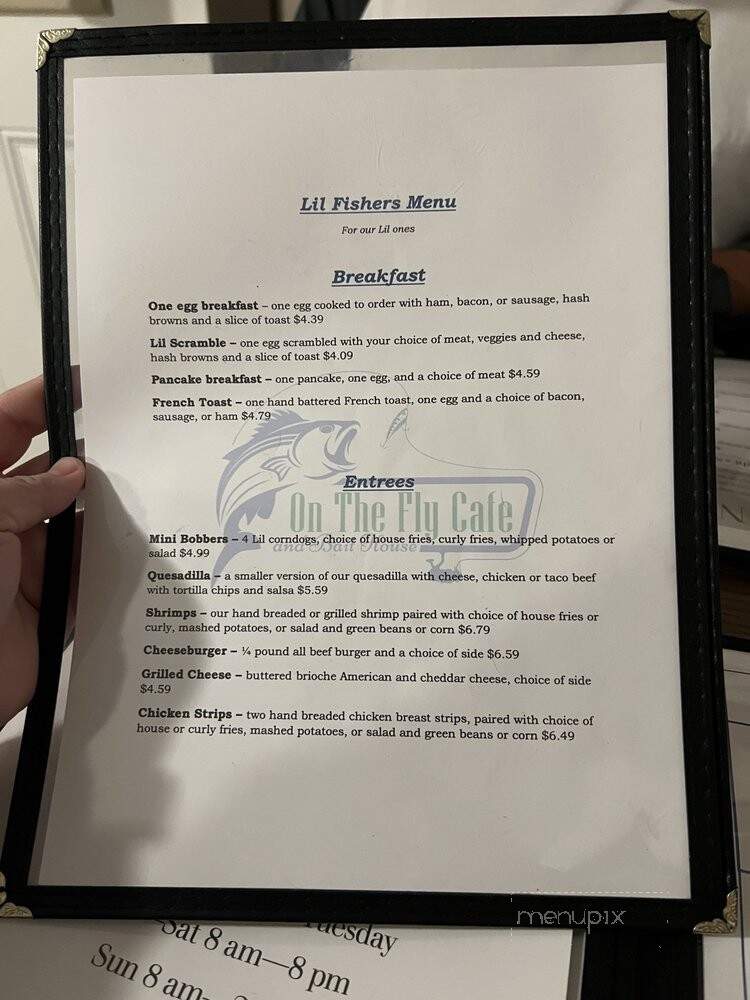 Lil Fishers Menu
For our Lil ones
Breakfast
One egg breakfast – one egg cooked to order with ham, bacon, or sausage, hash
browns and a slice of toast $4.39
Lil Scramble – one egg scrambled with your choice of meat, veggies and cheese,
hash browns and a slice of toast $4.09
Pancake breakfast – one pancake, one egg, and a choice of meat $4.59
French Toast – one hand battered French toast, one egg and a choice of bacon,
sausage, or ham $4.79
Entrees
On The Fly Cafe
and Bait House
Mini Bobbers – 4 Lil corndogs, choice of house fries, curly fries, whipped potatoes or
salad $4.99
Quesadilla – a smaller version of our quesadilla with cheese, chicken or taco beef
with tortilla chips and salsa $5.59
Shrimps – our hand breaded or grilled shrimp paired with choice of house fries or
curly, mashed potatoes, or salad and green beans or corn $6.79
Cheeseburger – ¼ pound all beef burger and a choice of side $6.59
Grilled Cheese – buttered brioche American and cheddar cheese, choice of side
$4.59
Chicken Strips – two hand breaded chicken breast strips, paired with choice of
house or curly fries, mashed potatoes, or salad and green beans or corn $6.49
menupix
Tuesday
Sat 8 am—8 pm
Sun 8 am